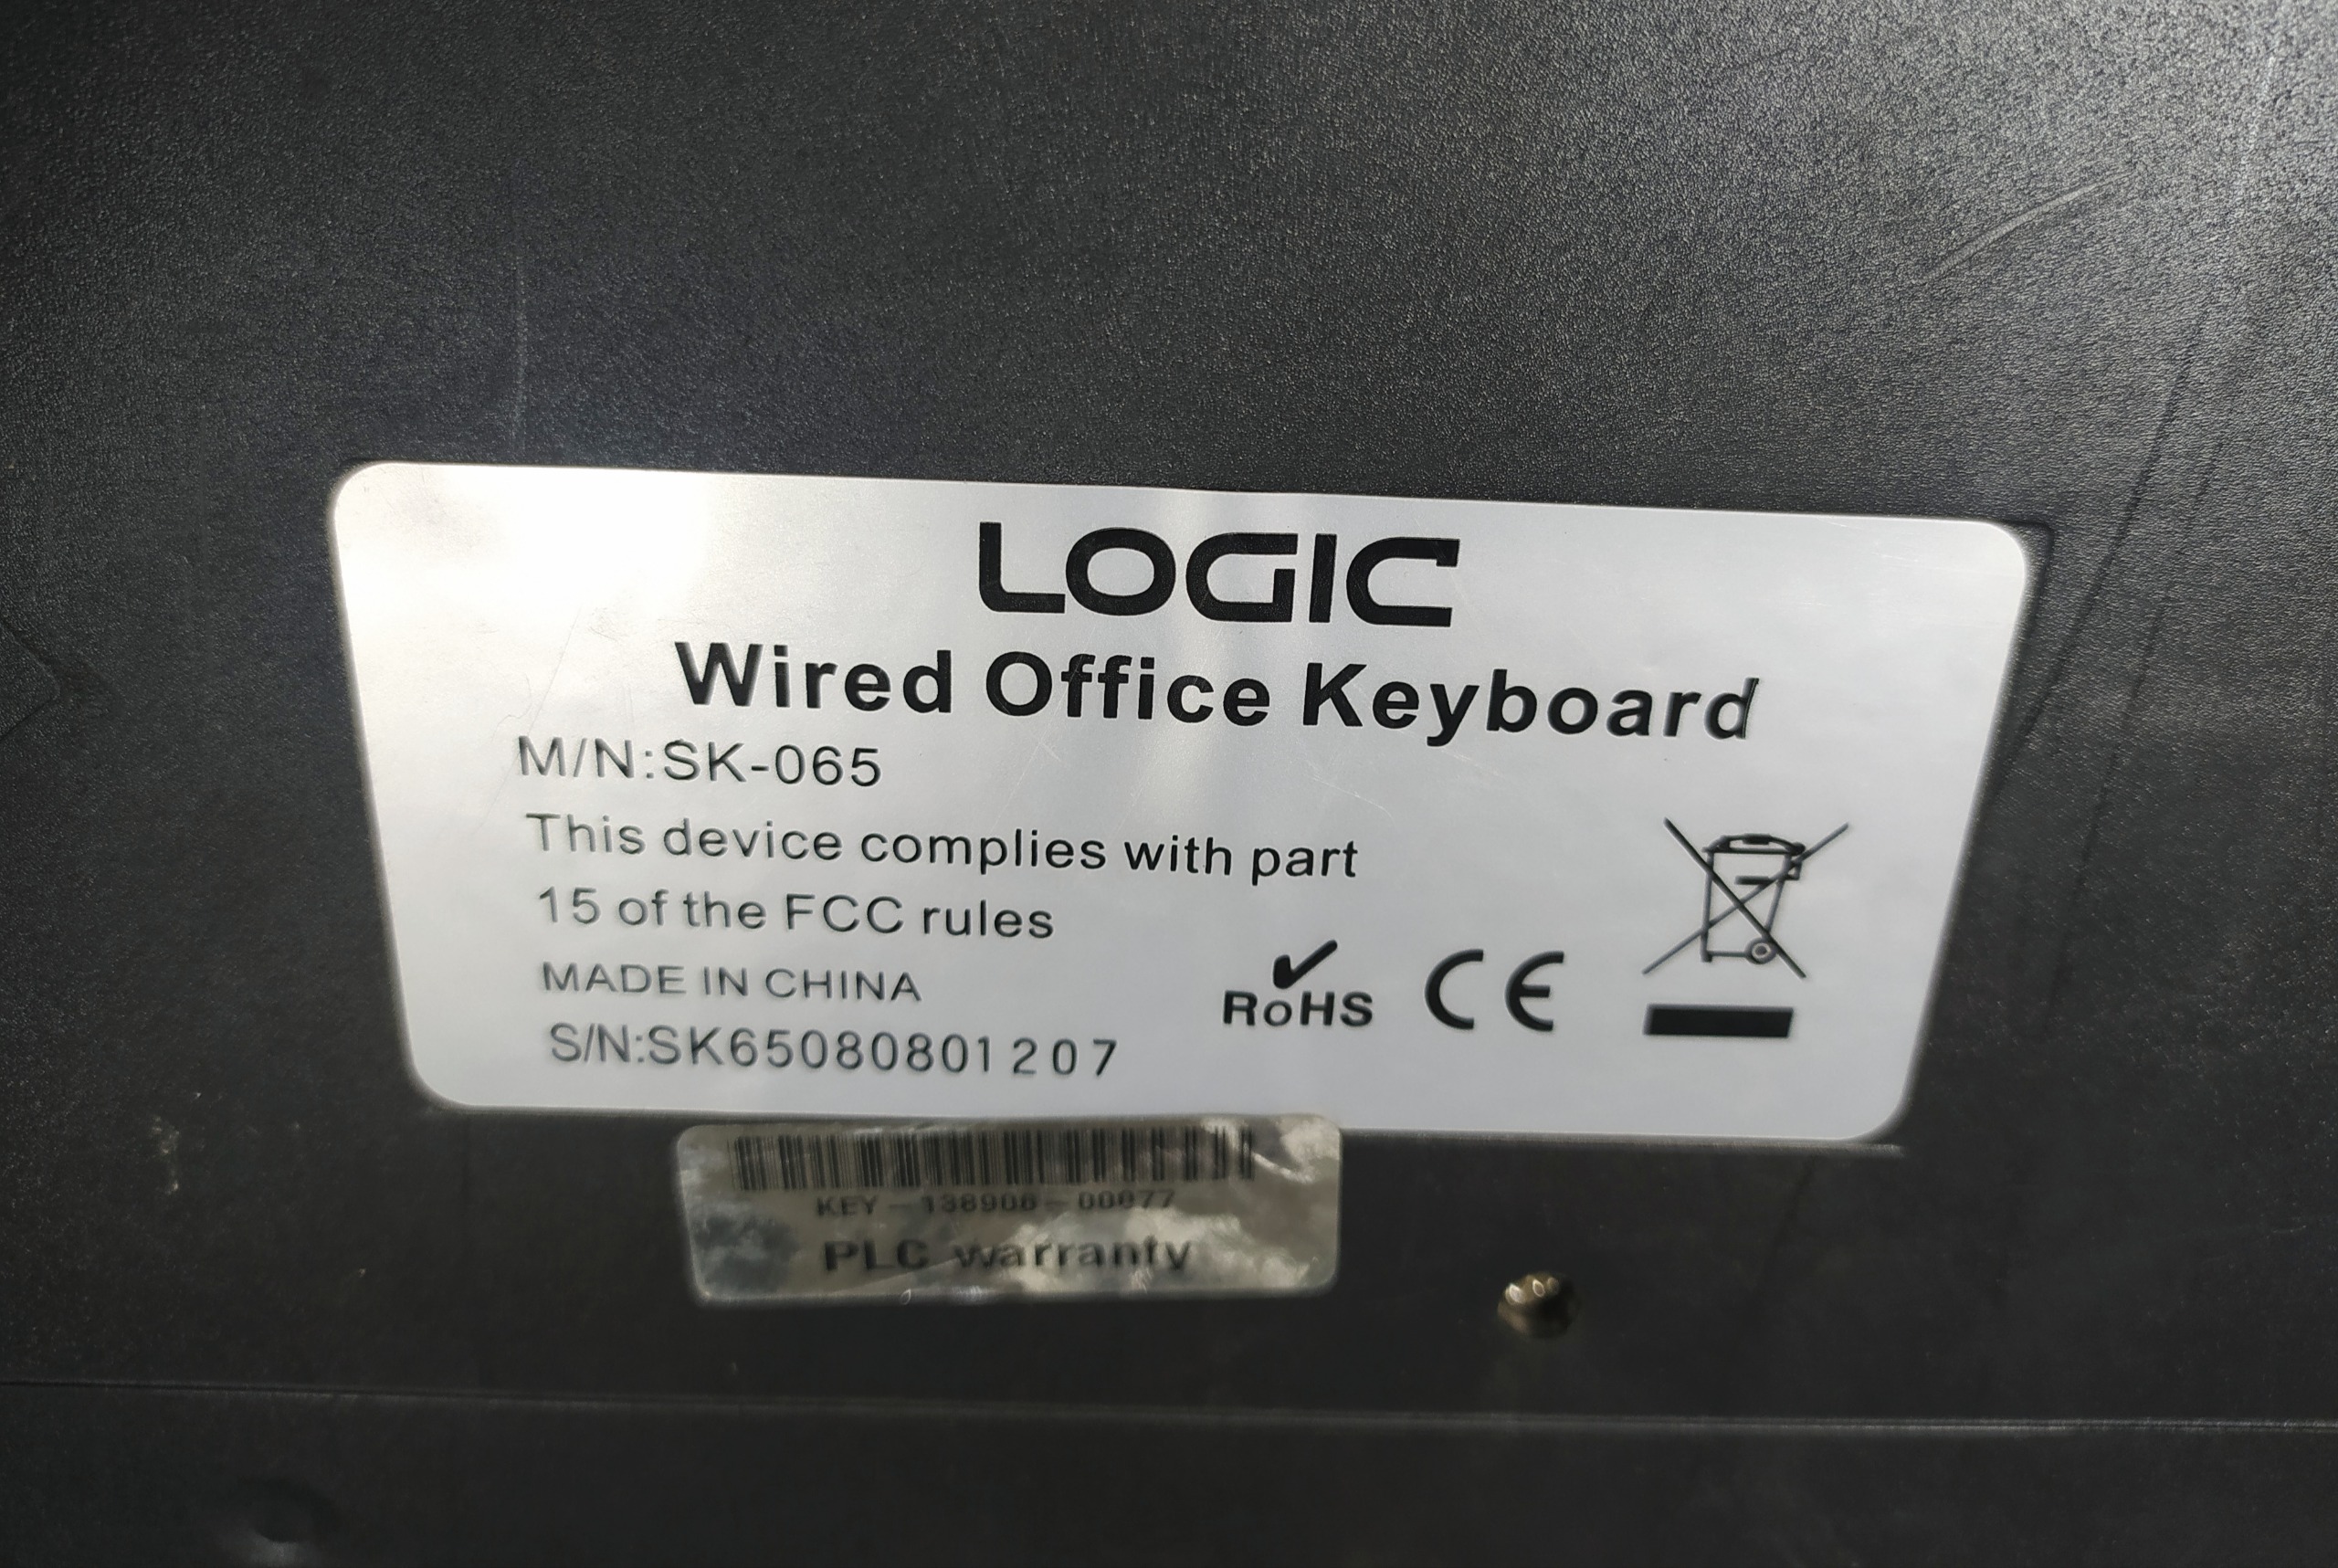 LOGIC
Wired Office Keyboard
M/N:SK-065
This device complies with part
15 of the FCC rules
MADE IN CHINA
RoHS CE
S/N:SK65080801207
PLC warranty